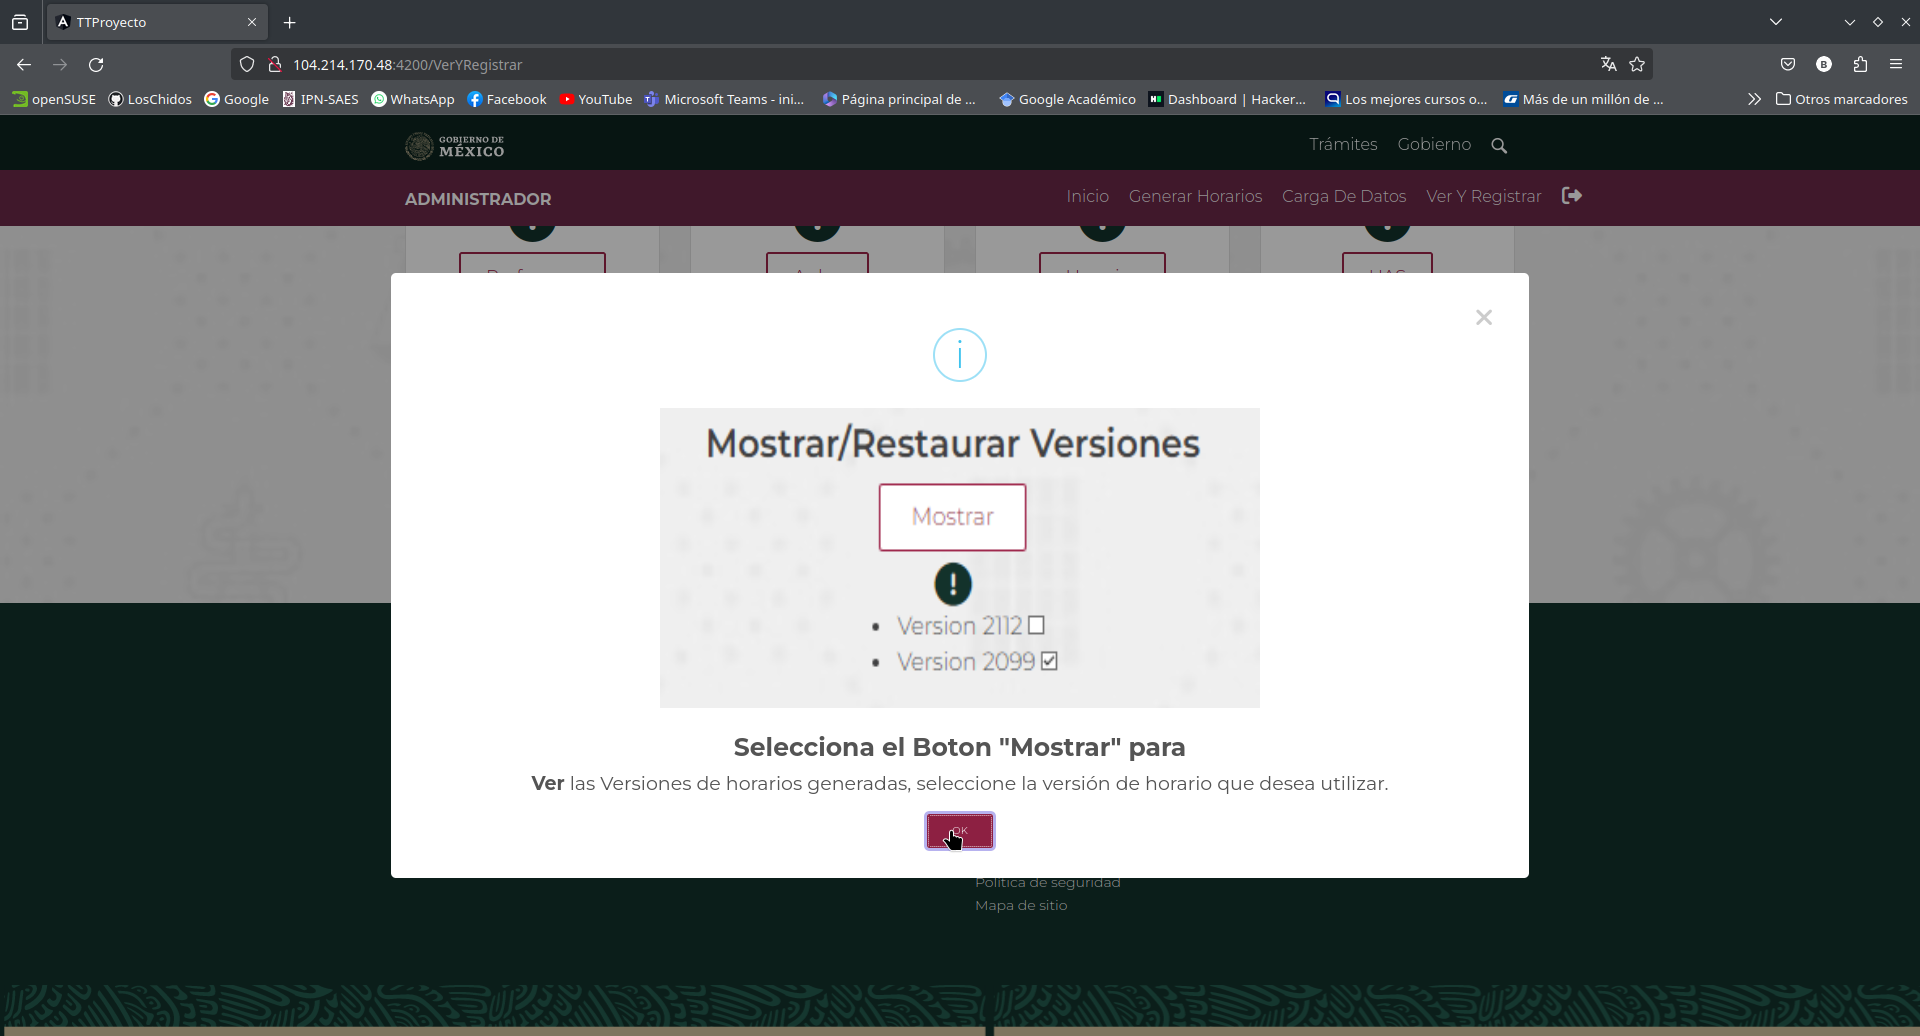 TTProyecto
104.214.170.48:4200/VerYRegistrar
openSUSE LosChidos Google IPN-SAES WhatsApp Facebook YouTube Microsoft Teams - ini... Página principal de ... Google Académico Dashboard | Hacker... Los mejores cursos o... Más de un millón de ... Otros marcadores
GOBIERNO DE
MÉXICO
Trámites Gobierno
ADMINISTRADOR
Inicio Generar Horarios Carga De Datos Ver Y Registrar
Mostrar/Restaurar Versiones
Mostrar
Version 2112
Version 2099
Selecciona el Boton "Mostrar" para
Ver las Versiones de horarios generadas, seleccione la versión de horario que desea utilizar.
OK
Política de seguridad
Mapa de sitio